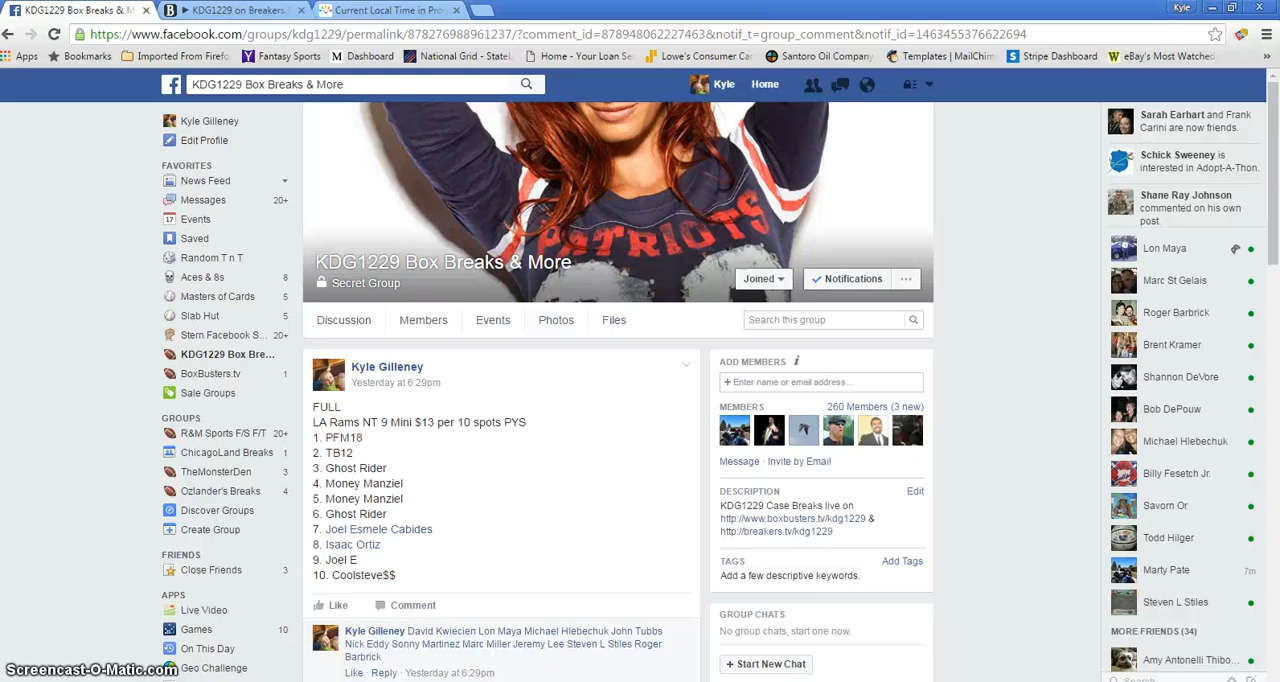 KDG1229 Box Breaks & M
KDG1229 on Breakers.
Current Local Time in Pro
Kyle
https://www.facebook.com/groups/kdg1229/permalink/878276988961237/?comment_id=878948062227463&notif_t=group_comment&notif_id=1463455376622694
Apps
Bookmarks
Imported From Firefo
Fantasy Sports
Dashboard
National Grid - StateL
Home - Your Loan Se
Lowe's Consumer Car
Santoro Oil Company
Templates | MailChim
Stripe Dashboard
eBay's Most Watched
KDG1229 Box Breaks & More
Kyle
Home
Kyle Gilleney
Edit Profile
FAVORITES
News Feed
Messages 20+
Events
Saved
Random T n T
Aces & 8s 8
Masters of Cards 5
Slab Hut 5
Stern Facebook S... 20+
KDG1229 Box Bre...
BoxBusters.tv 1
Sale Groups
GROUPS
R&M Sports F/S F/T 20+
ChicagoLand Breaks 1
TheMonsterDen 3
Ozlander's Breaks 4
Discover Groups
Create Group
FRIENDS
Close Friends 3
APPS
Live Video
Games 10
On This Day
Geo Challenge
Screencast-O-Matic.com
PATRIOTS
KDG1229 Box Breaks & More
Secret Group
Joined
Notifications
...
Discussion
Members
Events
Photos
Files
Search this group
Kyle Gilleney
Yesterday at 6:29pm
FULL
LA Rams NT 9 Mini $13 per 10 spots PYS
1. PFM18
2. TB12
3. Ghost Rider
4. Money Manziel
5. Money Manziel
6. Ghost Rider
7. Joel Esmele Cabides
8. Isaac Ortiz
9. Joel E
10. Coolsteve$$
Like
Comment
Kyle Gilleney David Kwiecien Lon Maya Michael Hlebechuk John Tubbs
Nick Eddy Sonny Martinez Marc Miller Jeremy Lee Steven L Stiles Roger
Barbrick
Like · Reply · Yesterday at 6:29pm
ADD MEMBERS i
+ Enter name or email address...
MEMBERS 260 Members (3 new)
Message · Invite by Email
DESCRIPTION Edit
KDG1229 Case Breaks live on
http://www.boxbusters.tv/kdg1229 &
http://breakers.tv/kdg1229
TAGS Add Tags
Add a few descriptive keywords.
GROUP CHATS
No group chats, start now.
+ Start New Chat
Sarah Earhart and Frank
Carini are now friends.
Schick Sweeney is
interested in Adopt-A-Thon.
Shane Ray Johnson
commented on his own
post.
Lon Maya
Marc St Gelais
Roger Barbrick
Brent Kramer
Shannon DeVore
Bob DePouw
Michael Hlebechuk
Billy Fesetch Jr.
Savorn Or
Todd Hilger
Marty Pate 7m
Steven L Stiles
MORE FRIENDS (34)
Amy Antonelli Thibo...
Search